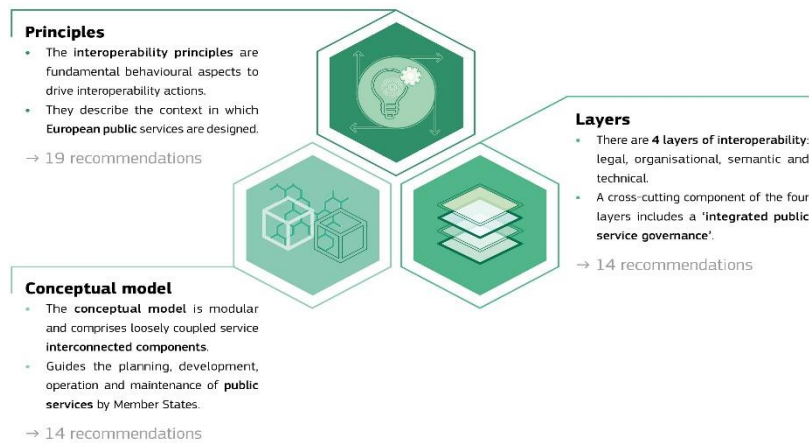 Principles
• The interoperability principles are
fundamental behavioural aspects to
drive interoperability actions.
• They describe the context in which
European public services are designed.
→ 19 recommendations
Layers
• There are 4 layers of interoperability:
legal, organisational, semantic and
technical.
• A cross-cutting component of the four
layers includes a ‘integrated public
service governance’.
→ 14 recommendations
Conceptual model
• The conceptual model is modular
and comprises loosely coupled service
interconnected components.
• Guides the planning, development,
operation and maintenance of public
services by Member States.
→ 14 recommendations